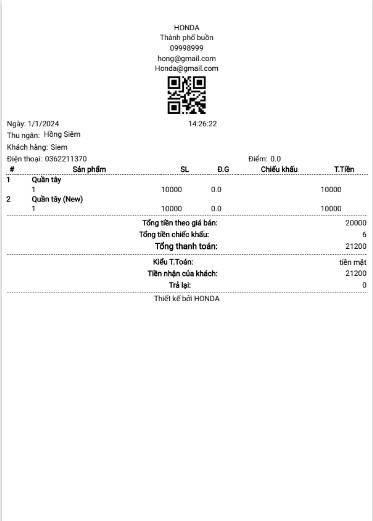 HONDA
Thành phố buồn
09998999
hong@gmail.com
Honda@gmail.com
Ngày: 1/1/2024 14:26:22
Thu ngân: Hồng Siêm
Khách hàng: Siem
Điện thoại: 0362211370 Điểm: 0.0
# Sản phẩm SL Đ.G Chiếu khấu T.Tiền
1 Quần tây
1 10000 0.0 10000
2 Quần tây (New)
1 10000 0.0 10000
Tổng tiền theo giá bán: 20000
Tổng tiền chiếc khấu: 6
Tổng thanh toán: 21200
Kiểu T.Toán: tiền mặt
Tiền nhận của khách: 21200
Trả lại: 0
Thiết kế bởi HONDA